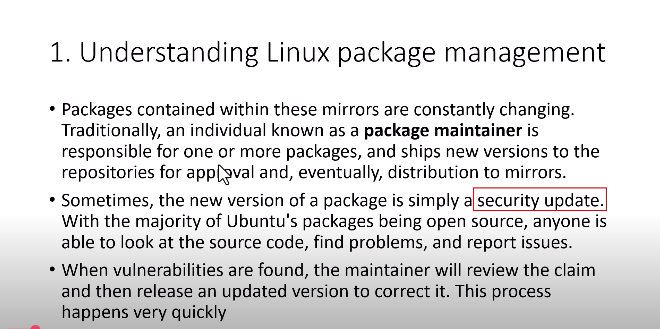 1. Understanding Linux package management
• Packages contained within these mirrors are constantly changing.
Traditionally, an individual known as a package maintainer is
responsible for one or more packages, and ships new versions to the
repositories for approval and, eventually, distribution to mirrors.
• Sometimes, the new version of a package is simply a security update.
With the majority of Ubuntu's packages being open source, anyone is
able to look at the source code, find problems, and report issues.
• When vulnerabilities are found, the maintainer will review the claim
and then release an updated version to correct it. This process
happens very quickly